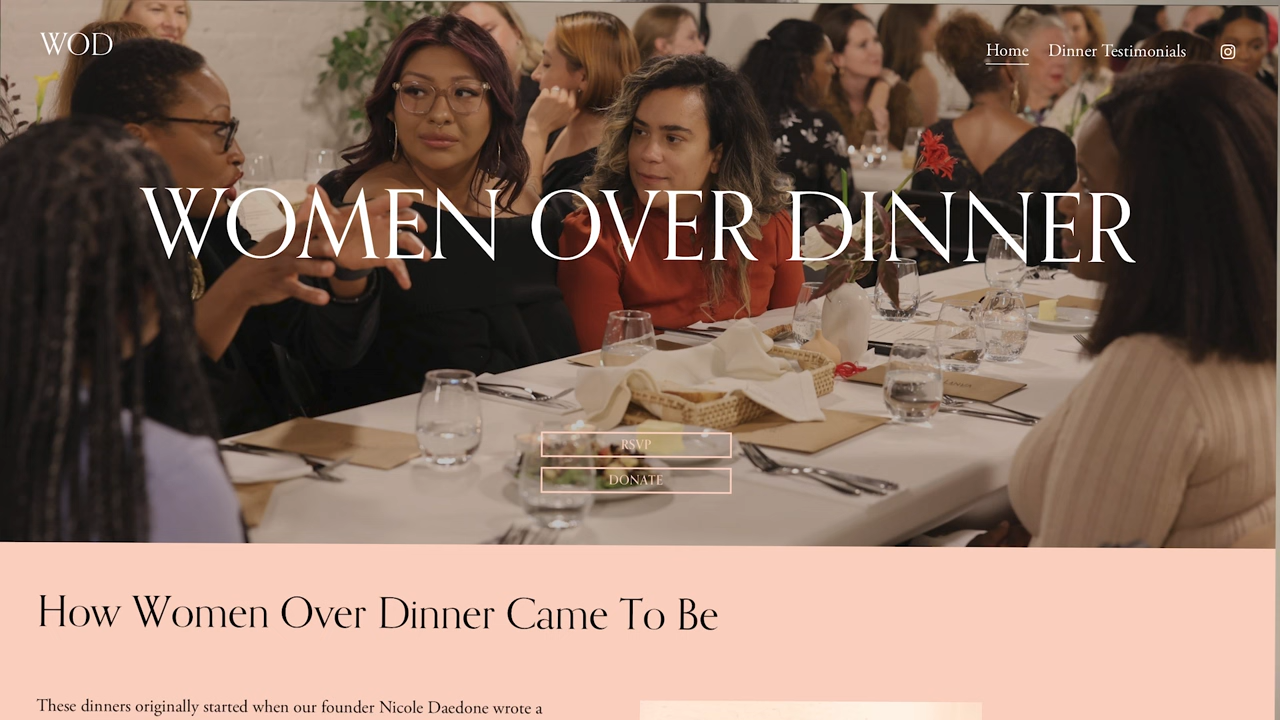 WOD
Home Dinner Testimonials
WOMEN OVER DINNER
RSVP
DONATE
How Women Over Dinner Came To Be
These dinners originally started when our founder Nicole Daedone wrote a